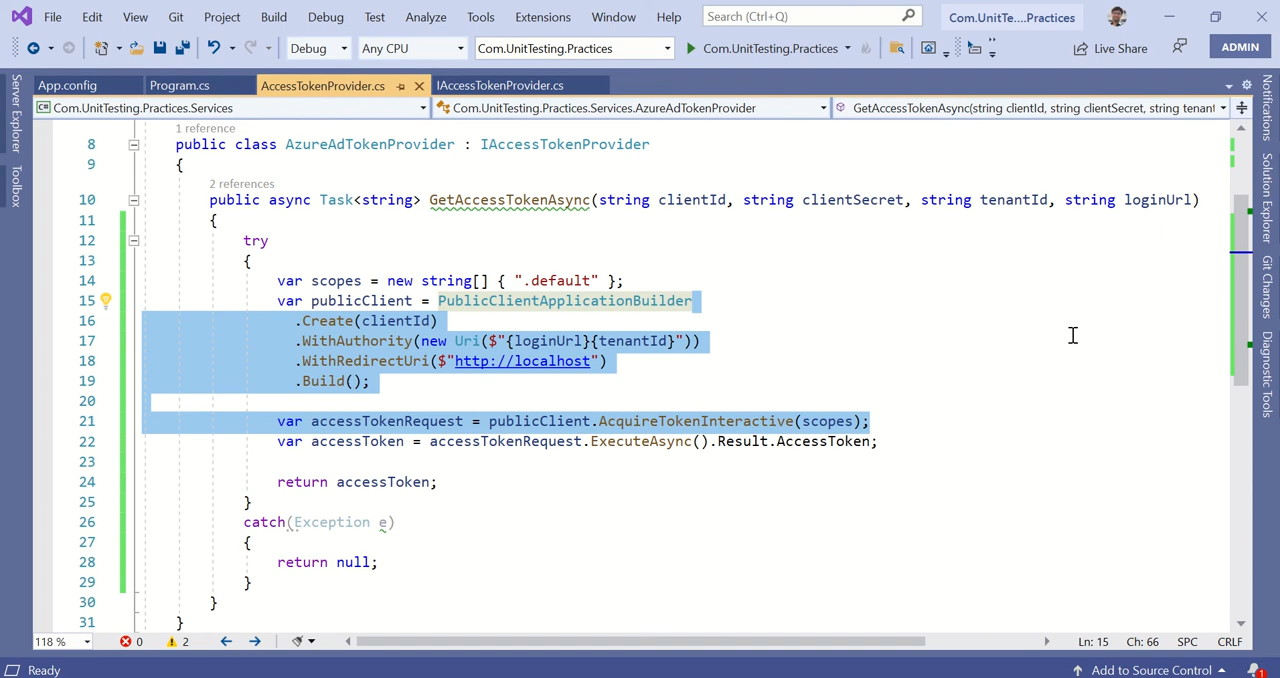 File Edit View Git Project Build Debug Test Analyze Tools Extensions Window Help Search (Ctrl+Q) Com.UnitTe....Practices
Debug Any CPU Com.UnitTesting.Practices Com.UnitTesting.Practices Live Share ADMIN
App.config Program.cs AccessTokenProvider.cs IAccessTokenProvider.cs
Com.UnitTesting.Practices.Services Com.UnitTesting.Practices.Services.AzureAdTokenProvider GetAccessTokenAsync(string clientId, string clientSecret, string tenant
Server Explorer
Toolbox
1 reference
8 public class AzureAdTokenProvider : IAccessTokenProvider
9 {
2 references
10 public async Task<string> GetAccessTokenAsync(string clientId, string clientSecret, string tenantId, string loginUrl)
11 {
12 try
13 {
14 var scopes = new string[] { ".default" };
15 var publicClient = PublicClientApplicationBuilder
16 .Create(clientId)
17 .WithAuthority(new Uri($"{loginUrl}{tenantId}"))
18 .WithRedirectUri($"http://localhost")
19 .Build();
20
21 var accessTokenRequest = publicClient.AcquireTokenInteractive(scopes);
22 var accessToken = accessTokenRequest.ExecuteAsync().Result.AccessToken;
23
24 return accessToken;
25 }
26 catch(Exception e)
27 {
28 return null;
29 }
30 }
31 }
Notifications
Solution Explorer
Git Changes
Diagnostic Tools
118 % 0 2 Ln: 15 Ch: 66 SPC CRLF
Ready Add to Source Control 1